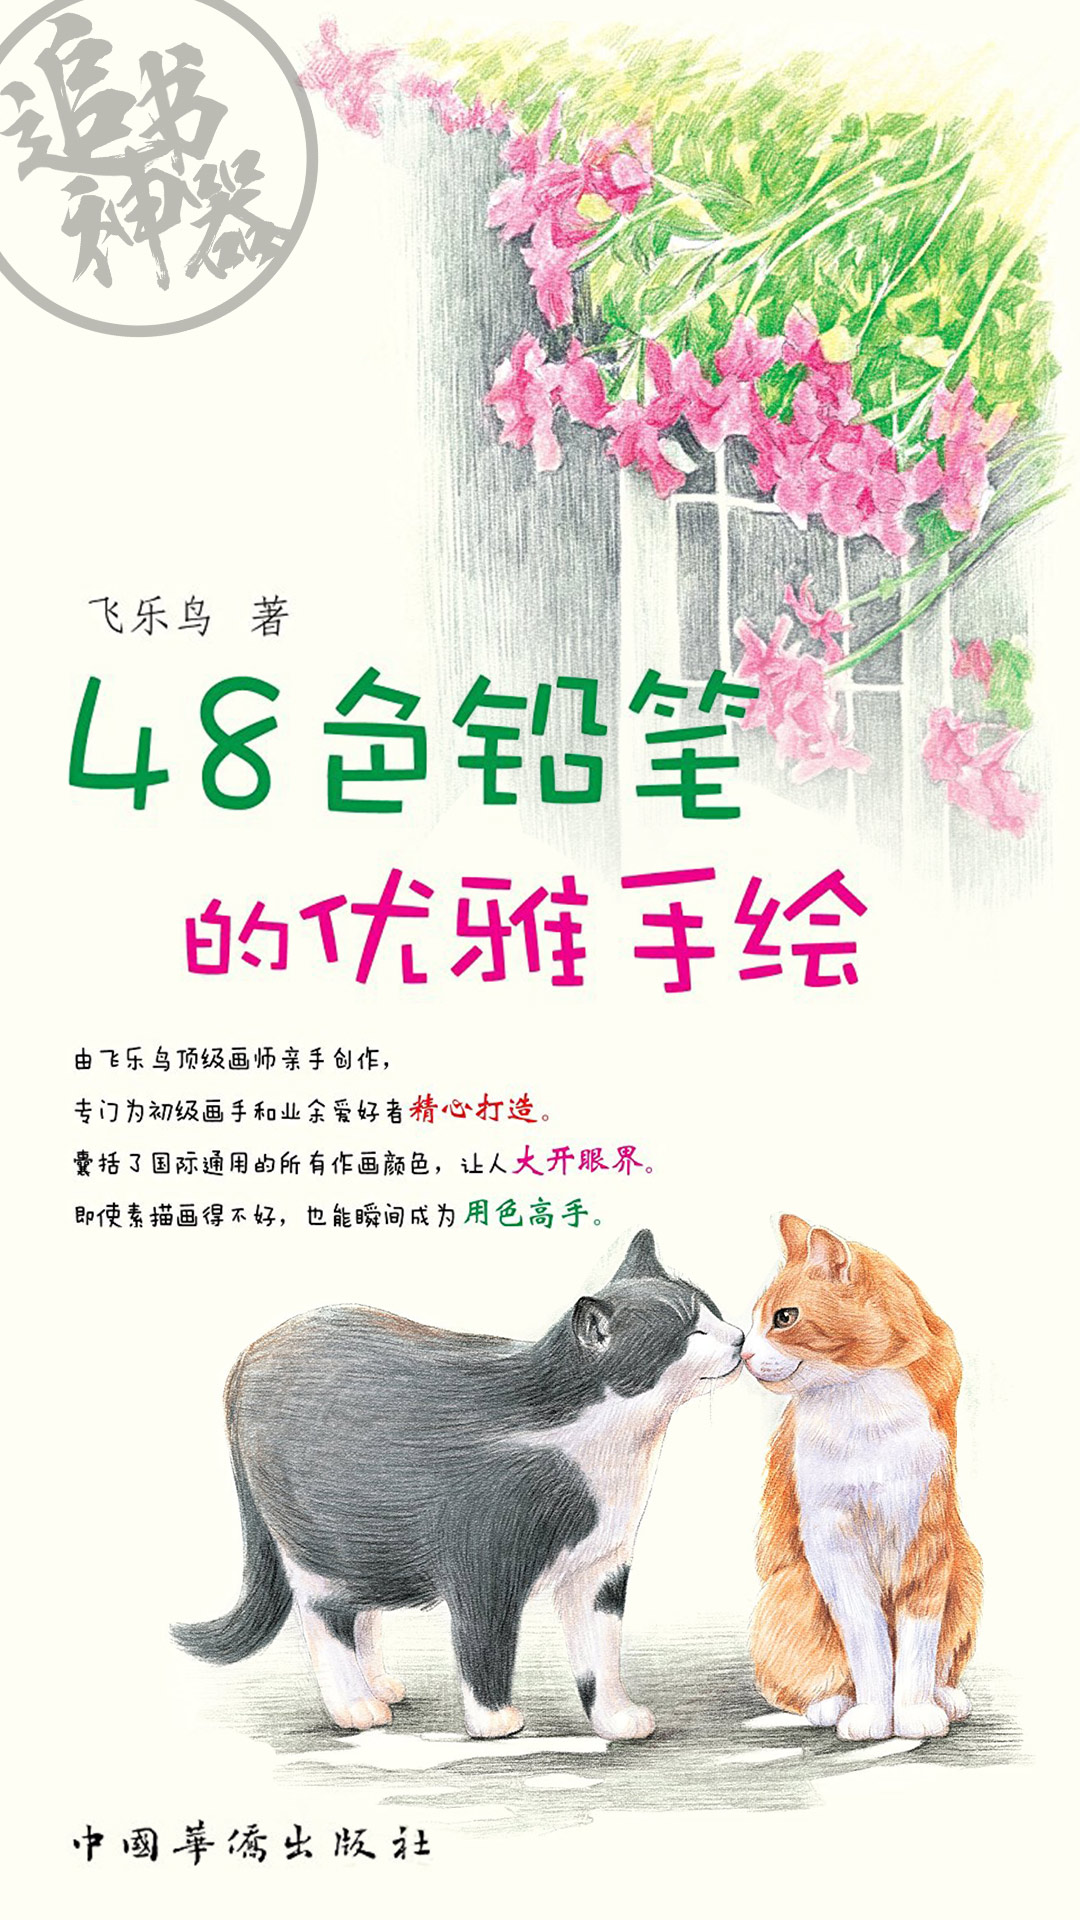 追书
神器
飞乐鸟 著
48色铅笔
的优雅手绘
由飞乐鸟顶级画师亲手创作，
专门为初级画手和业余爱好者精心打造。
囊括了国际通用的所有作画颜色，让人大开眼界。
即使素描画得不好，也能瞬间成为用色高手。
中國華僑出版社